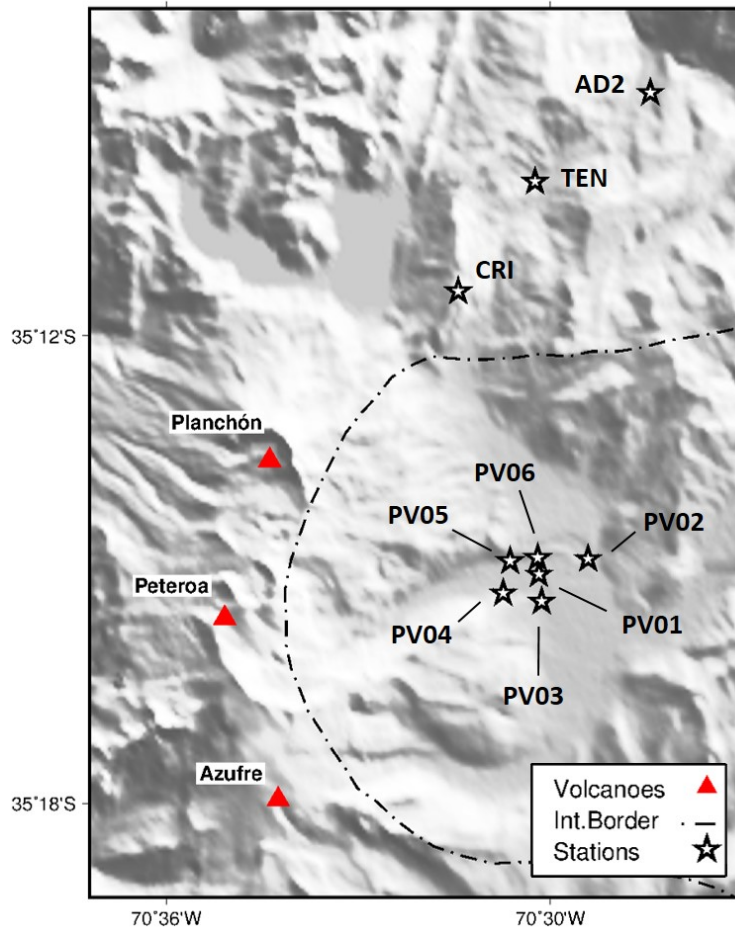 AD2
TEN
CRI
35°12'S
Planchón
PV06
PV05
PV02
Peteroa
PV04
PV01
PV03
Azufre
Volcanoes
Int.Border
Stations
35°18'S
70°36'W
70°30'W